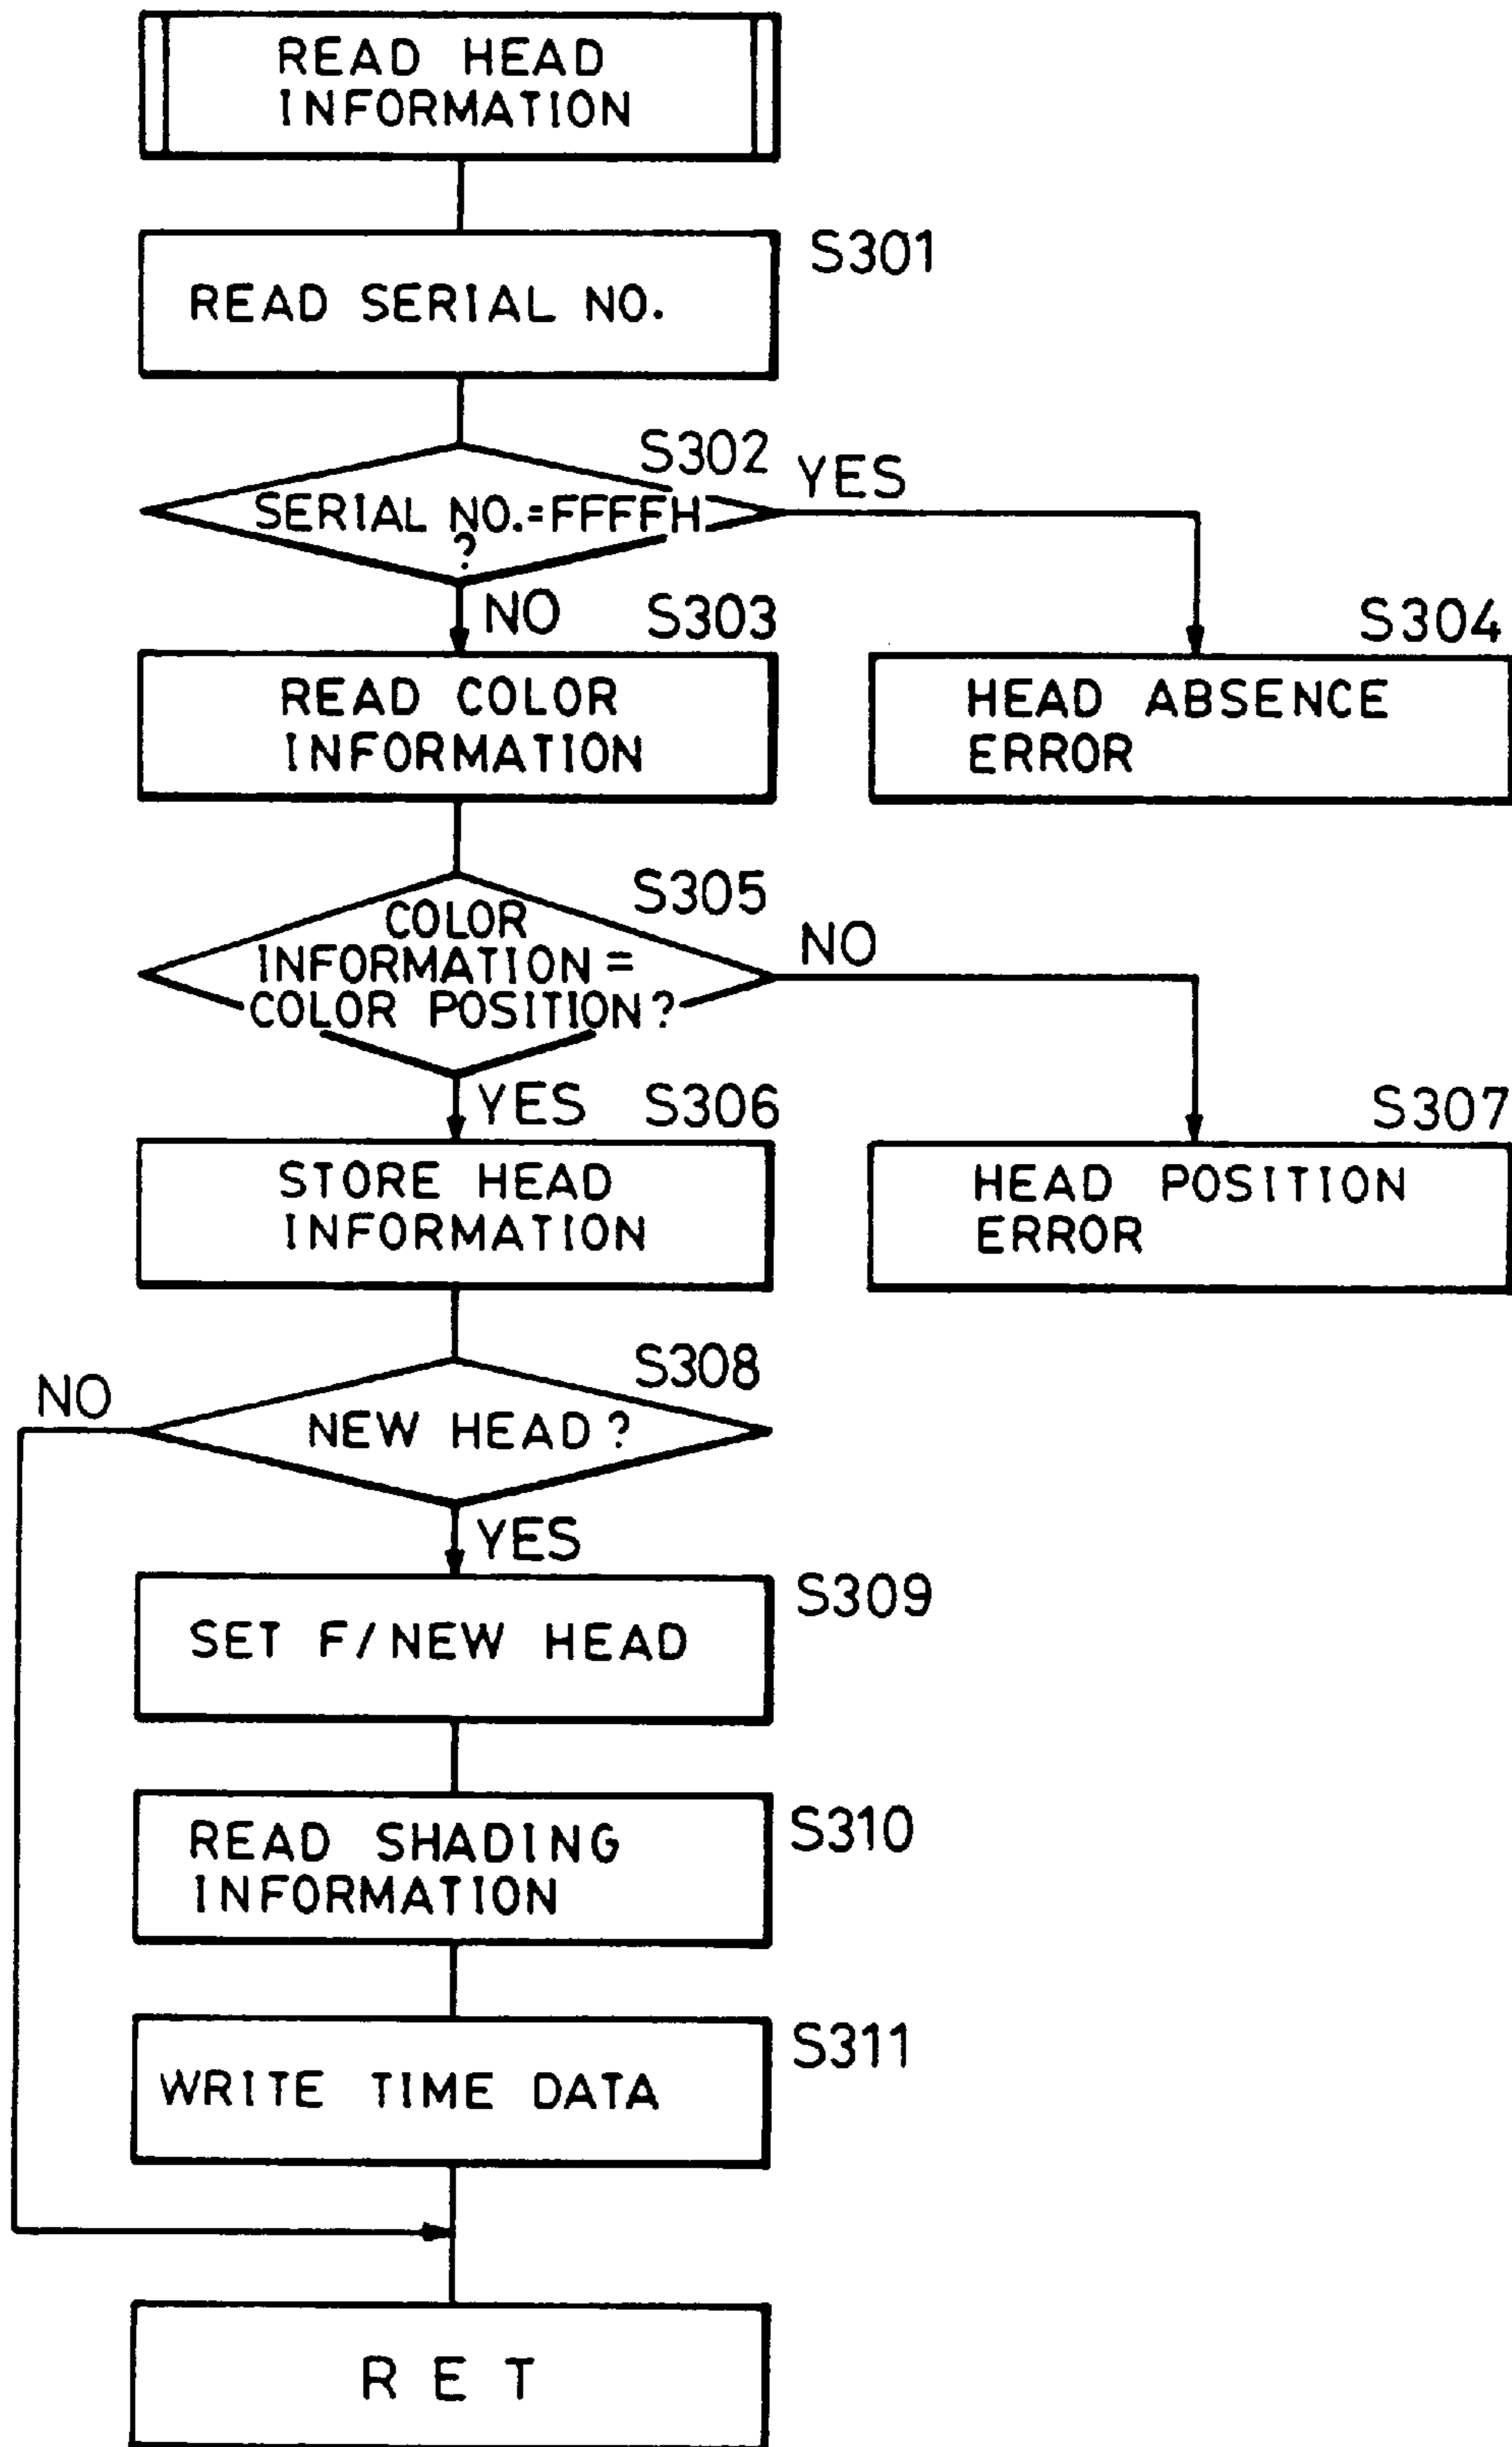 READ HEAD
INFORMATION
S301
READ SERIAL NO.
S302
YES
SERIAL NO.=FFFFH
?
NO
S303
S304
READ COLOR
INFORMATION
HEAD ABSENCE
ERROR
S305
COLOR
INFORMATION =
COLOR POSITION?
NO
YES
S306
S307
STORE HEAD
INFORMATION
HEAD POSITION
ERROR
S308
NO
NEW HEAD?
YES
S309
SET F/NEW HEAD
S310
READ SHADING
INFORMATION
S311
WRITE TIME DATA
RET